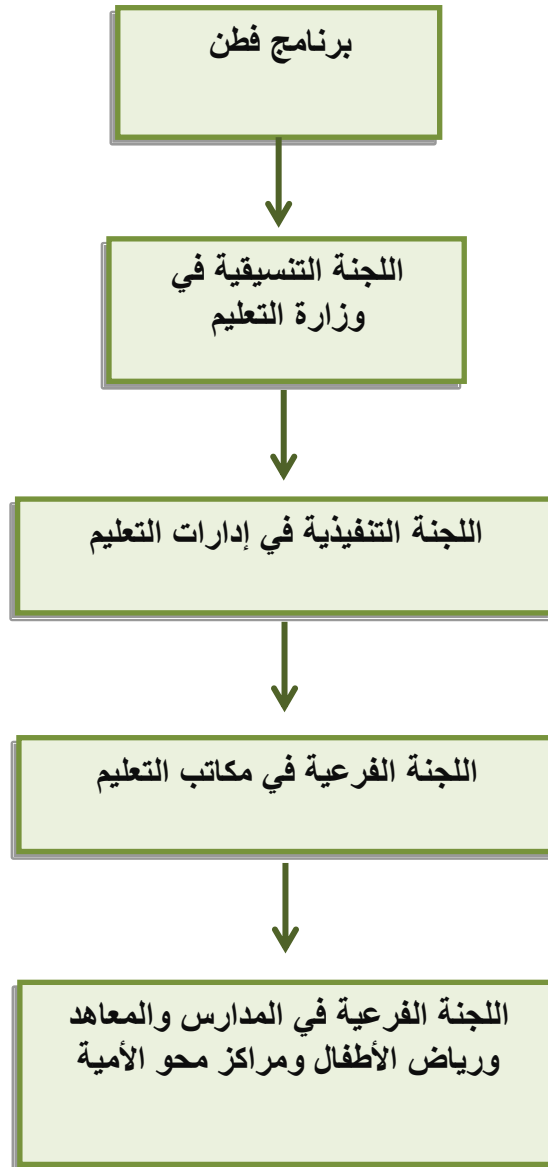 برنامج فطن
اللجنة التنسيقية في
وزارة التعليم
اللجنة التنفيذية في إدارات التعليم
اللجنة الفرعية في مكاتب التعليم
اللجنة الفرعية في المدارس والمعاهد
ورياض الأطفال ومراكز محو الأمية